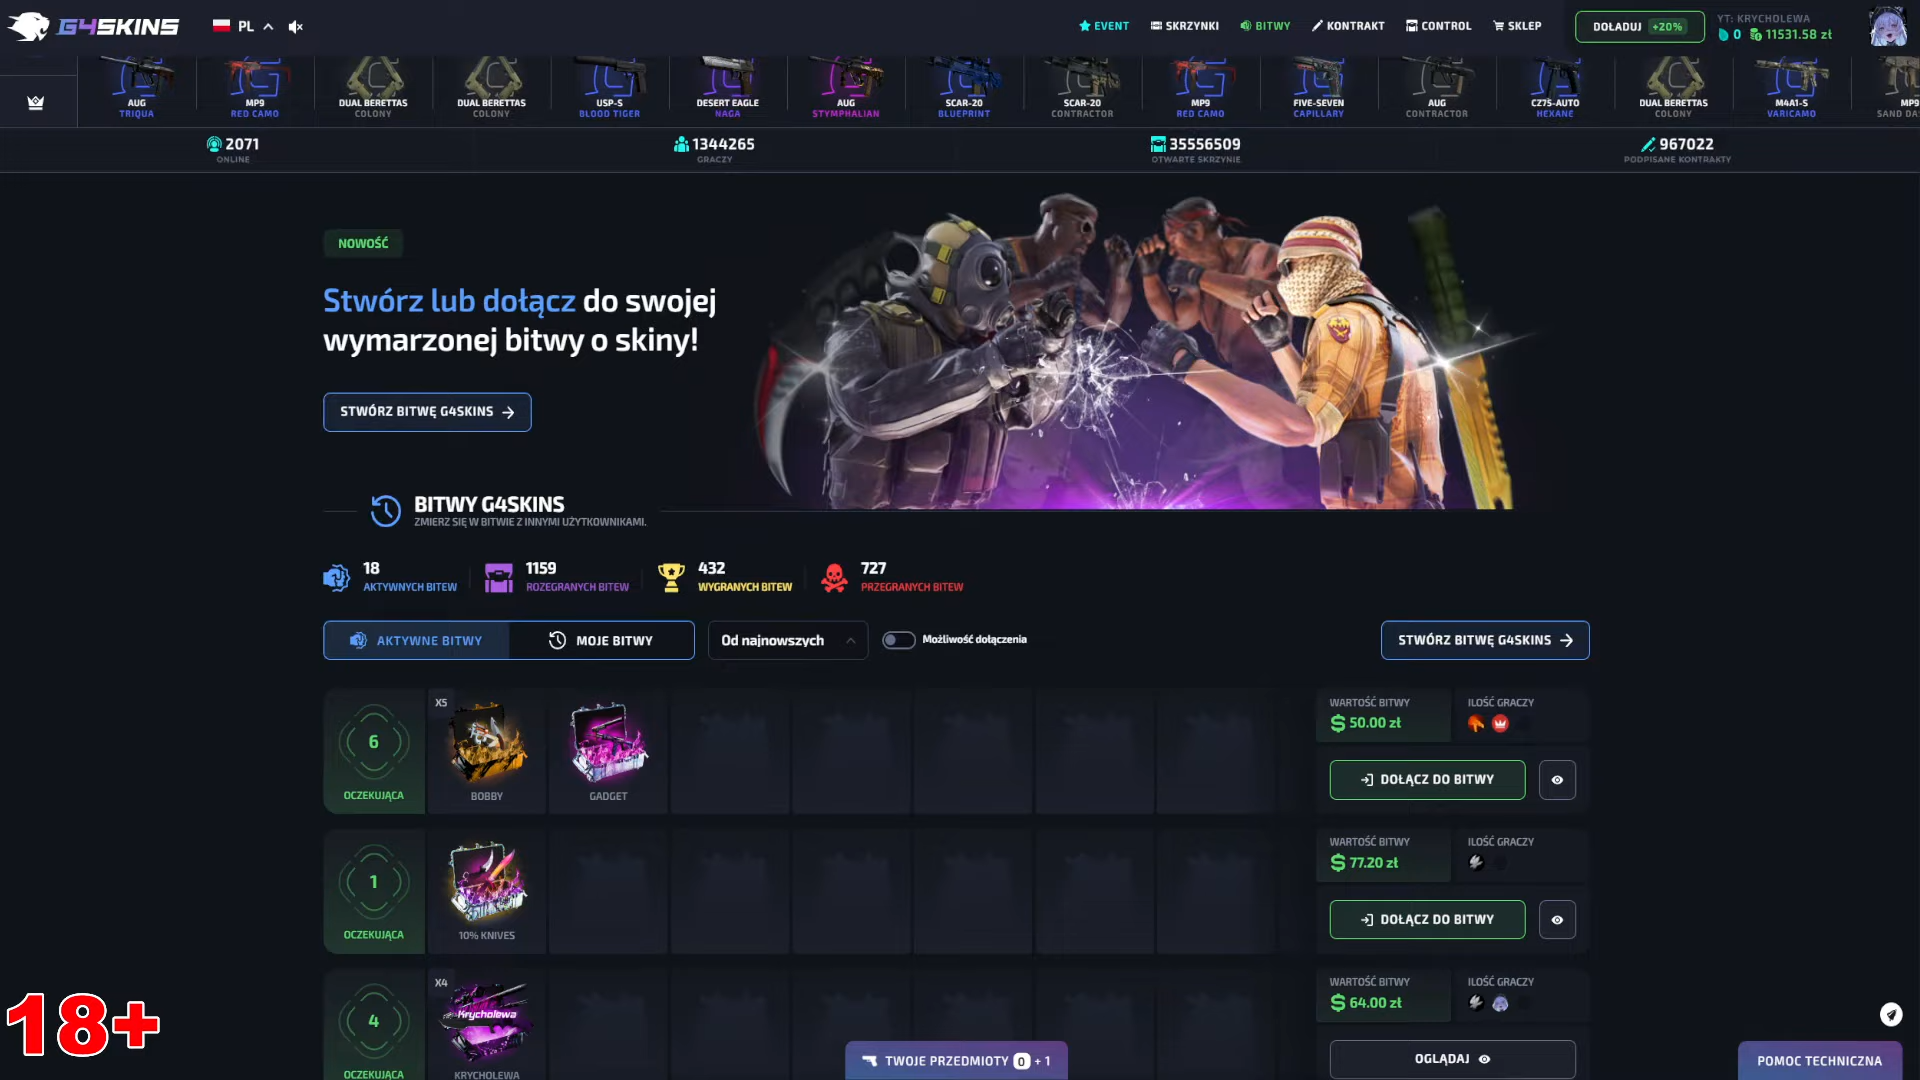 G4SKINS
PL
EVENT
SKRZYNKI
BITWY
KONTRAKT
CONTROL
SKLEP
DOŁADUJ +20%
YT: KRYCHOLEWA
0 11531.58 zł
AUG
TRIQUA
MP9
RED CAMO
DUAL BERETTAS
COLONY
DUAL BERETTAS
COLONY
USP-S
BLOOD TIGER
DESERT EAGLE
NAGA
AUG
STYMPHALIAN
SCAR-20
BLUEPRINT
SCAR-20
CONTRACTOR
MP9
RED CAMO
FIVE-SEVEN
CAPILLARY
AUG
CONTRACTOR
CZ75-AUTO
HEXANE
DUAL BERETTAS
COLONY
M4A1-S
VARICAMO
MP9
SAND DA
2071
ONLINE
1344265
GRACZY
35556509
OTWARTE SKRZYNIE
967022
PODPISANE KONTRAKTY
NOWOŚĆ
Stwórz lub dołącz do swojej
wymarzonej bitwy o skiny!
STWÓRZ BITWĘ G4SKINS
BITWY G4SKINS
ZMIERZ SIĘ W BITWIE Z INNYMI UŻYTKOWNIKAMI.
18
AKTYWNYCH BITEW
1159
ROZEGRANYCH BITEW
432
WYGRANYCH BITEW
727
PRZEGRANYCH BITEW
AKTYWNE BITWY
MOJE BITWY
Od najnowszych
Możliwość dołączenia
STWÓRZ BITWĘ G4SKINS
6
OCZEKUJĄCA
X5
BOBBY
GADGET
WARTOŚĆ BITWY
50.00 zł
ILOŚĆ GRACZY
DOŁĄCZ DO BITWY
1
OCZEKUJĄCA
10% KNIVES
WARTOŚĆ BITWY
77.20 zł
ILOŚĆ GRACZY
DOŁĄCZ DO BITWY
4
OCZEKUJĄCA
X4
Krycholewa
KRYCHOLEWA
WARTOŚĆ BITWY
64.00 zł
ILOŚĆ GRACZY
OGLĄDAJ
18+
TWOJE PRZEDMIOTY 0 + 1
POMOC TECHNICZNA